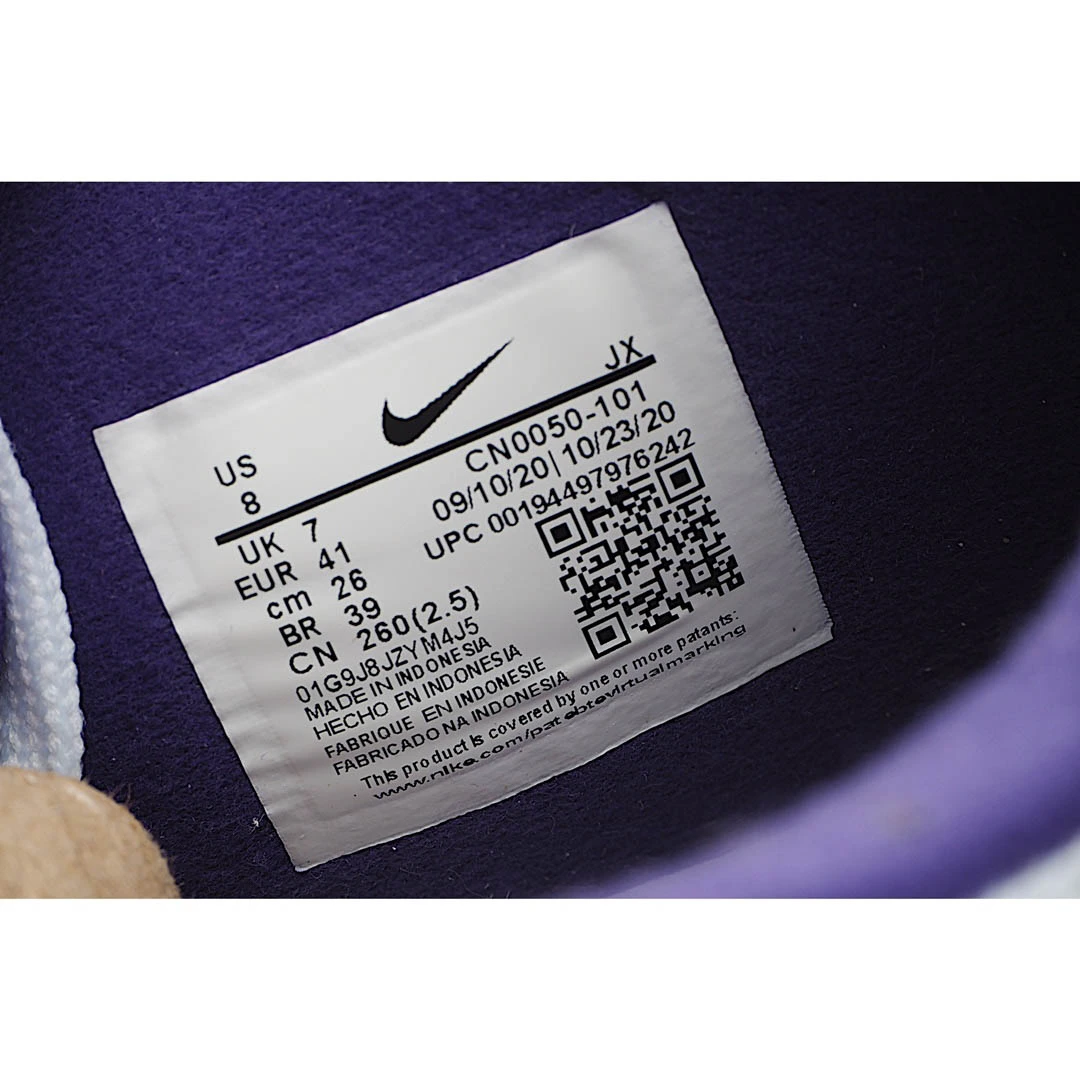 JX
US
8
CN0050-101
09/10/20|10/23/20
UPC 00194497976242
UK 7
EUR 41
cm 26
BR 39
CN 260(2.5)
01G9J8JZYM4J5
MADE IN INDONESIA
HECHO EN INDONESIA
FABRIQUE EN INDONESIE
FABRICADO NA INDONESIA
This product is covered by one or more patents:
www.nike.com/patebtevirtualmarking